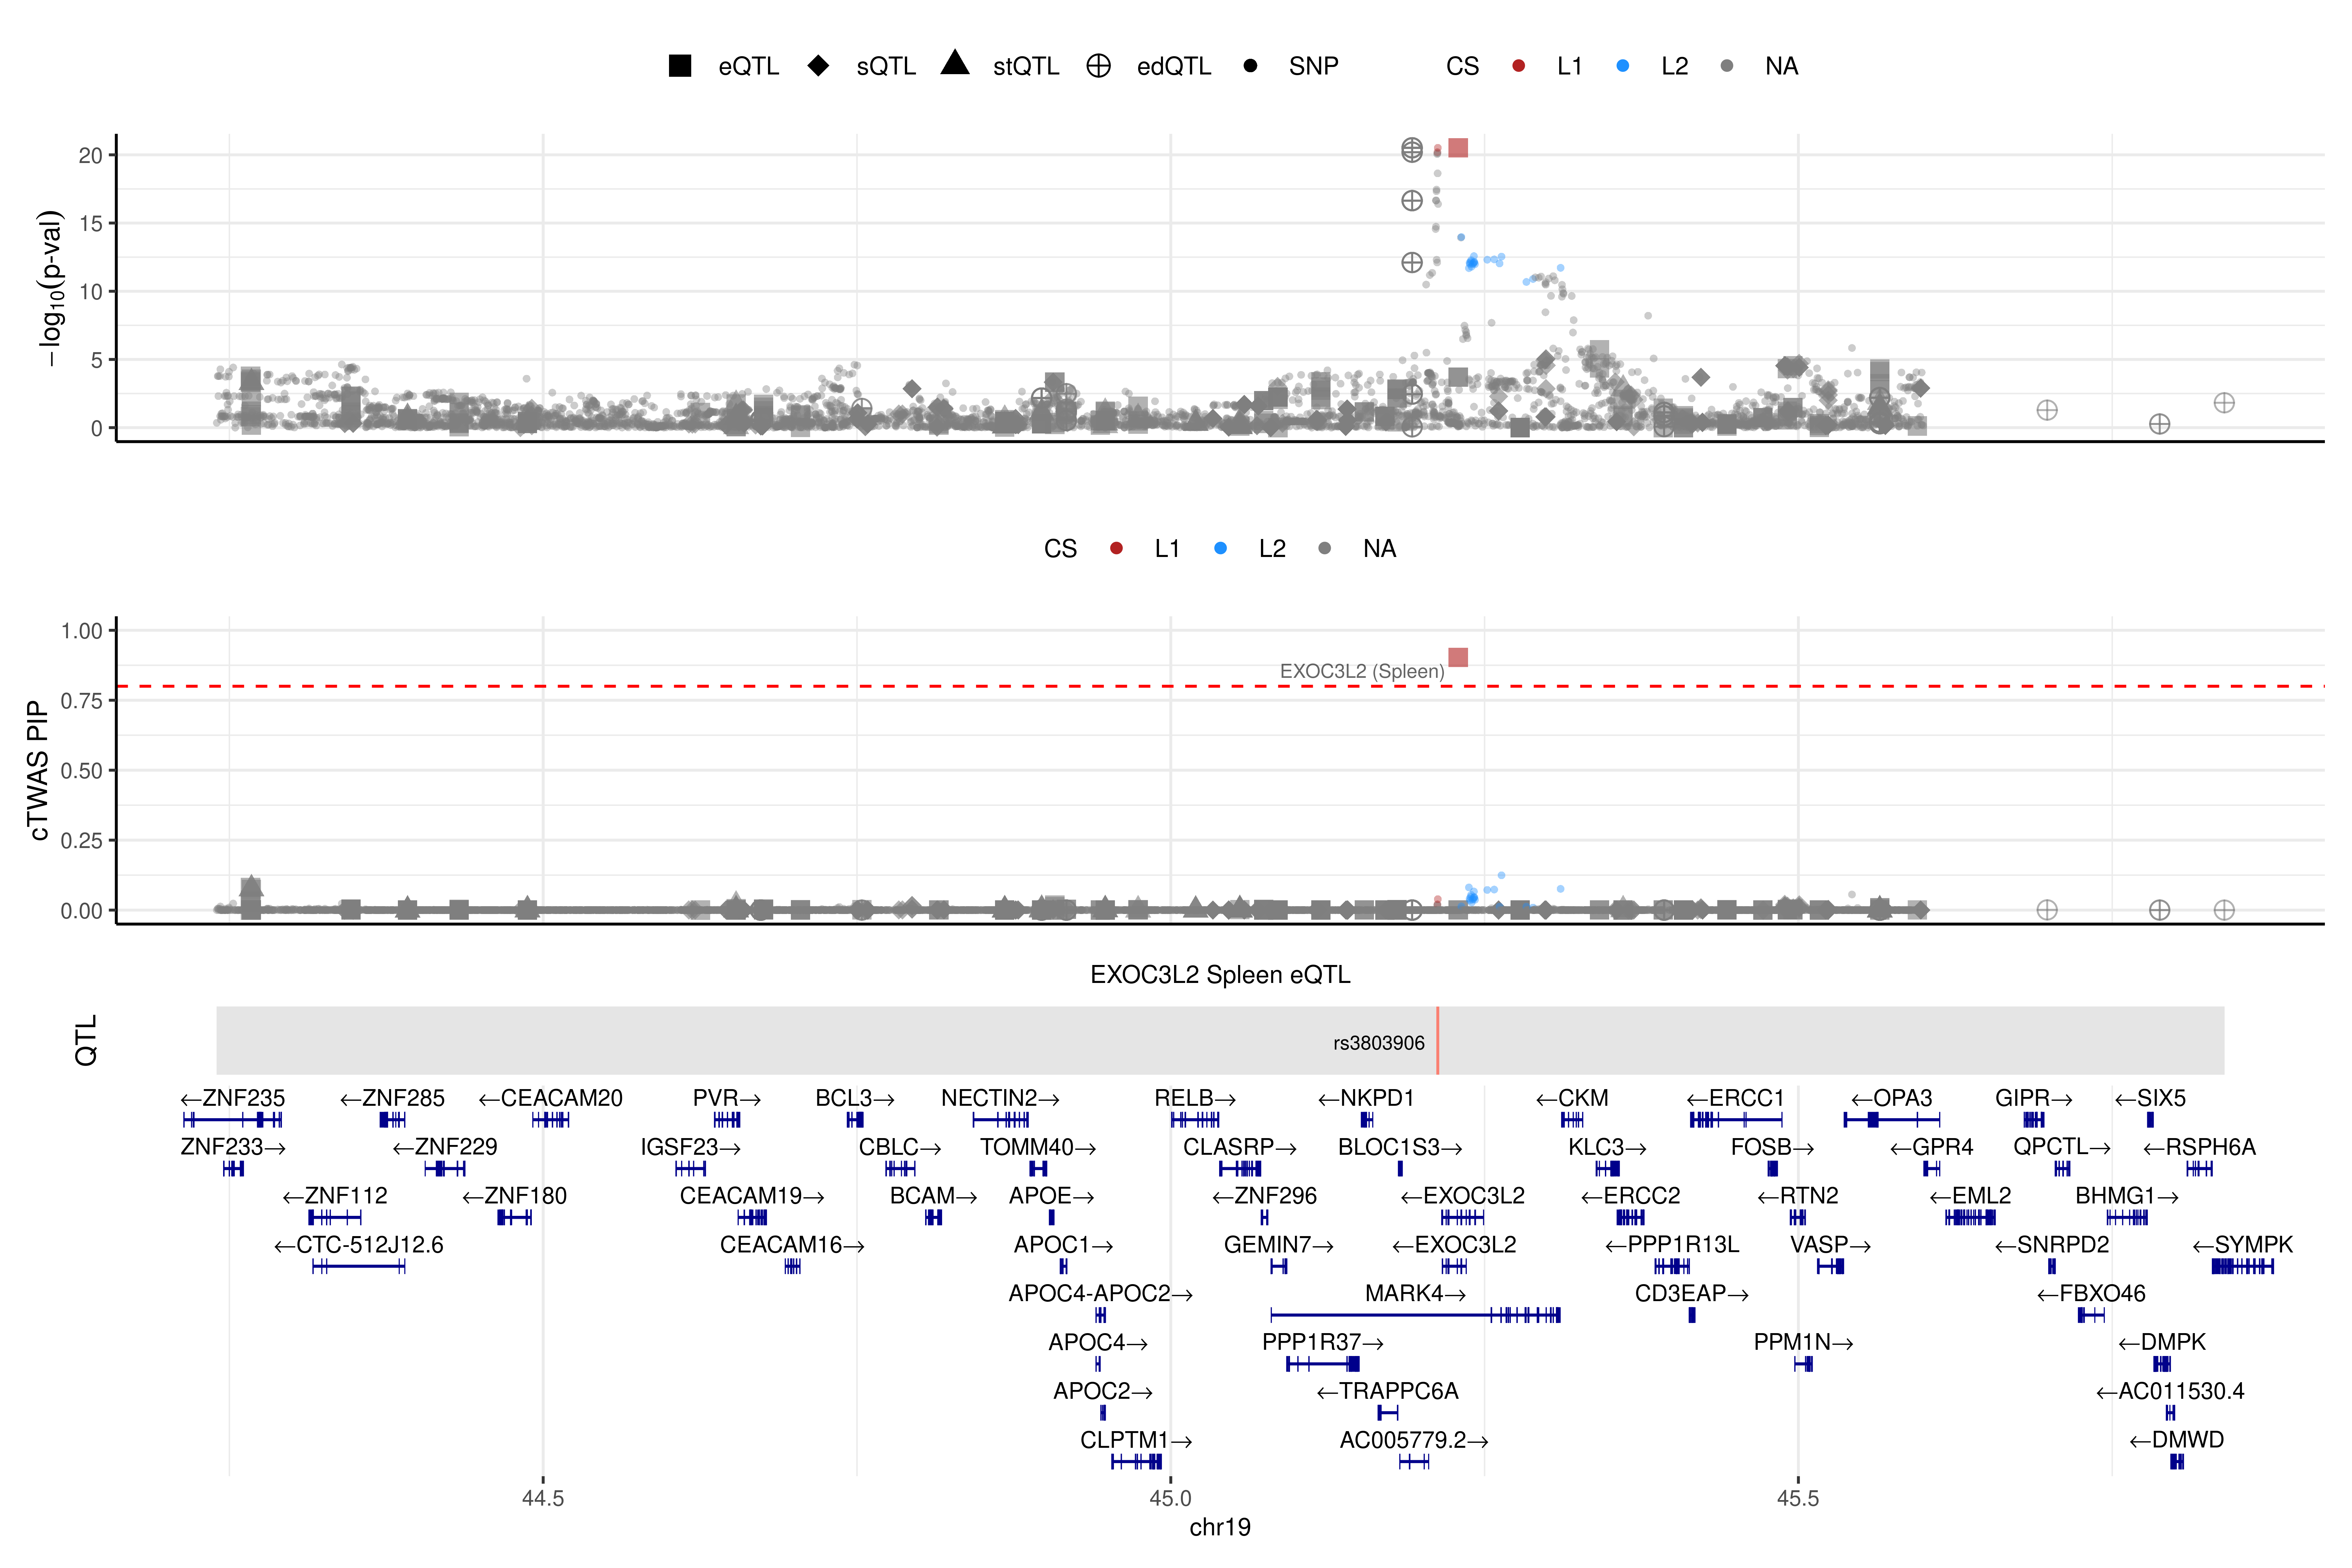 eQTL sQTL stQTL edQTL SNP CS L1 L2 NA
−log10(p-val)
20
15
10
5
0
CS L1 L2 NA
cTWAS PIP
1.00
0.75
0.50
0.25
0.00
EXOC3L2 (Spleen)
EXOC3L2 Spleen eQTL
QTL
rs3803906
←ZNF235 ←ZNF285 ←CEACAM20 PVR→ BCL3→ NECTIN2→ RELB→ ←NKPD1 ←CKM ←ERCC1 ←OPA3 GIPR→ ←SIX5
ZNF233→ ←ZNF229 IGSF23→ CBLC→ TOMM40→ CLASRP→ BLOC1S3→ KLC3→ FOSB→ ←GPR4 QPCTL→ ←RSPH6A
←ZNF112 ←ZNF180 CEACAM19→ BCAM→ APOE→ ←ZNF296 ←EXOC3L2 ←ERCC2 ←RTN2 ←EML2 BHMG1→
←CTC-512J12.6 CEACAM16→ APOC1→ GEMIN7→ ←EXOC3L2 ←PPP1R13L VASP→ ←SNRPD2 ←SYMPK
APOC4-APOC2→ MARK4→ CD3EAP→ ←FBXO46
APOC4→ PPP1R37→ PPM1N→ ←DMPK
APOC2→ ←TRAPPC6A ←AC011530.4
CLPTM1→ AC005779.2→ ←DMWD
44.5 45.0 45.5
chr19